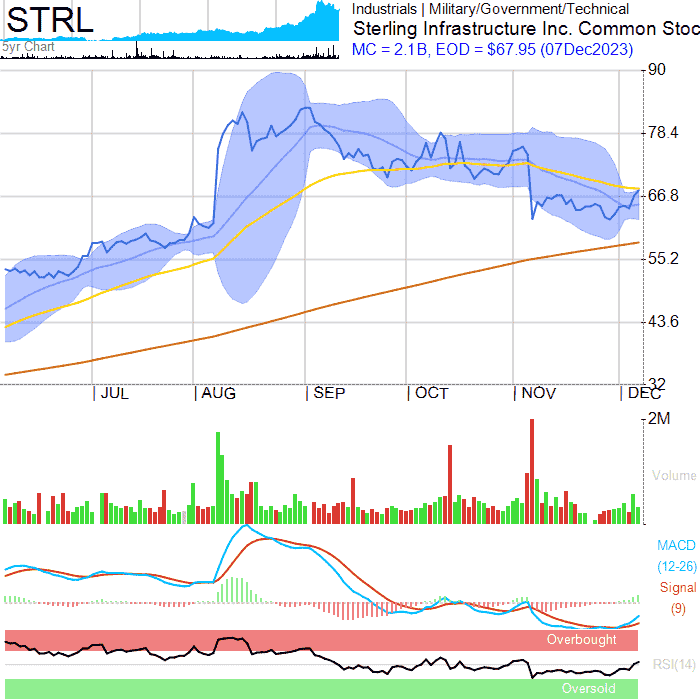 STRL
5yr Chart
Industrials | Military/Government/Technical
Sterling Infrastructure Inc. Common Stoc
MC = 2.1B, EOD = $67.95 (07Dec2023)
90
78.4
66.8
55.2
43.6
32
JUL
AUG
SEP
OCT
NOV
DEC
2M
Volume
MACD
(12-26)
Signal
(9)
Overbought
RSI(14)
Oversold